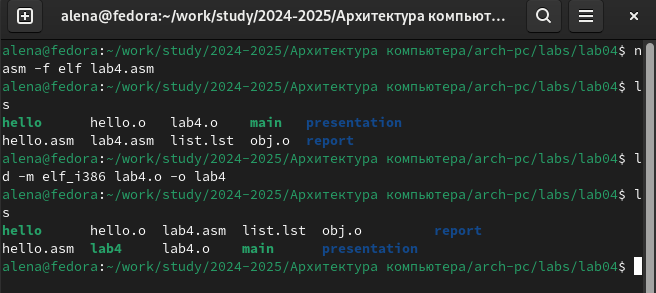 alena@fedora:~/work/study/2024-2025/Архитектура компьют...
alena@fedora:~/work/study/2024-2025/Архитектура компьютера/arch-pc/labs/lab04$ n
asm -f elf lab4.asm
alena@fedora:~/work/study/2024-2025/Архитектура компьютера/arch-pc/labs/lab04$ l
s
hello      hello.o   lab4.o    main   presentation
hello.asm  lab4.asm  list.lst  obj.o  report
alena@fedora:~/work/study/2024-2025/Архитектура компьютера/arch-pc/labs/lab04$ l
d -m elf_i386 lab4.o -o lab4
alena@fedora:~/work/study/2024-2025/Архитектура компьютера/arch-pc/labs/lab04$ l
s
hello      hello.o  lab4.asm  list.lst  obj.o         report
hello.asm  lab4     lab4.o    main      presentation
alena@fedora:~/work/study/2024-2025/Архитектура компьютера/arch-pc/labs/lab04$